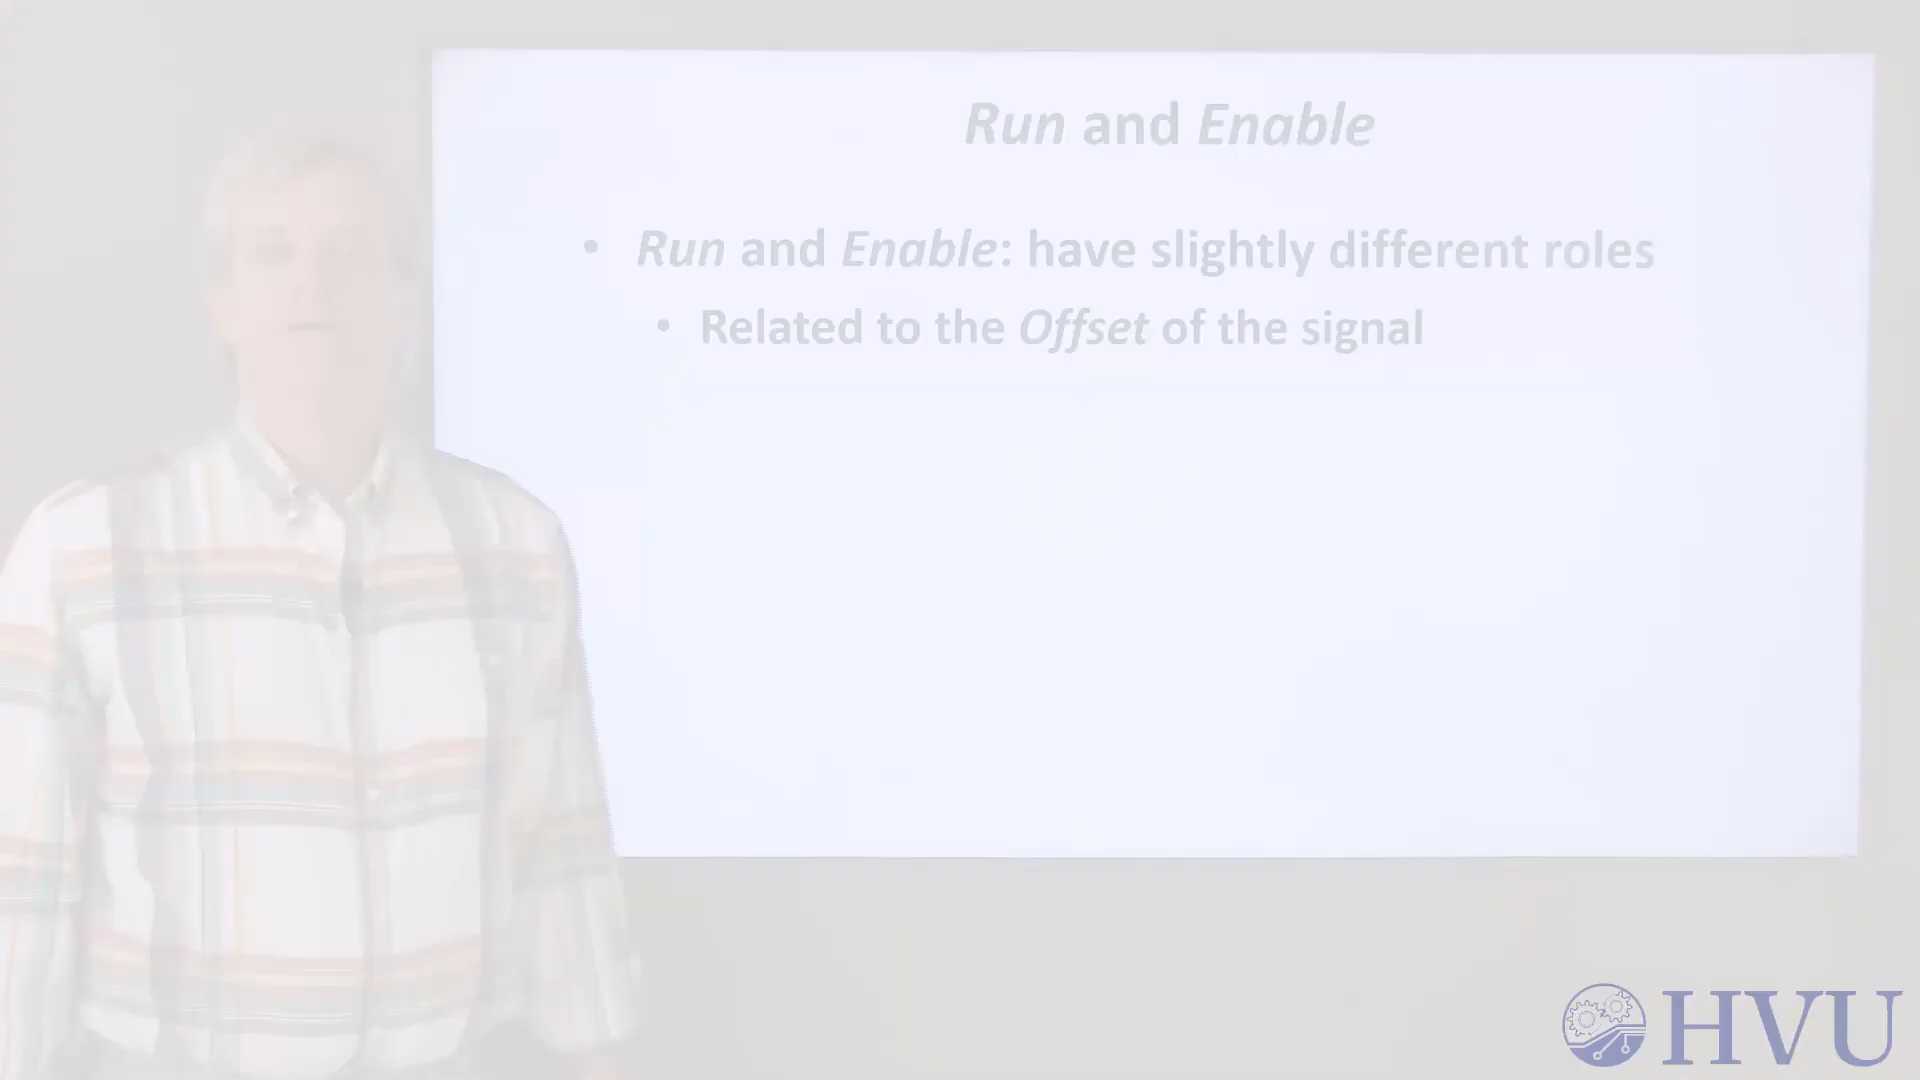 Run and Enable
• Run and Enable: have slightly different roles
• Related to the Offset of the signal
HVU